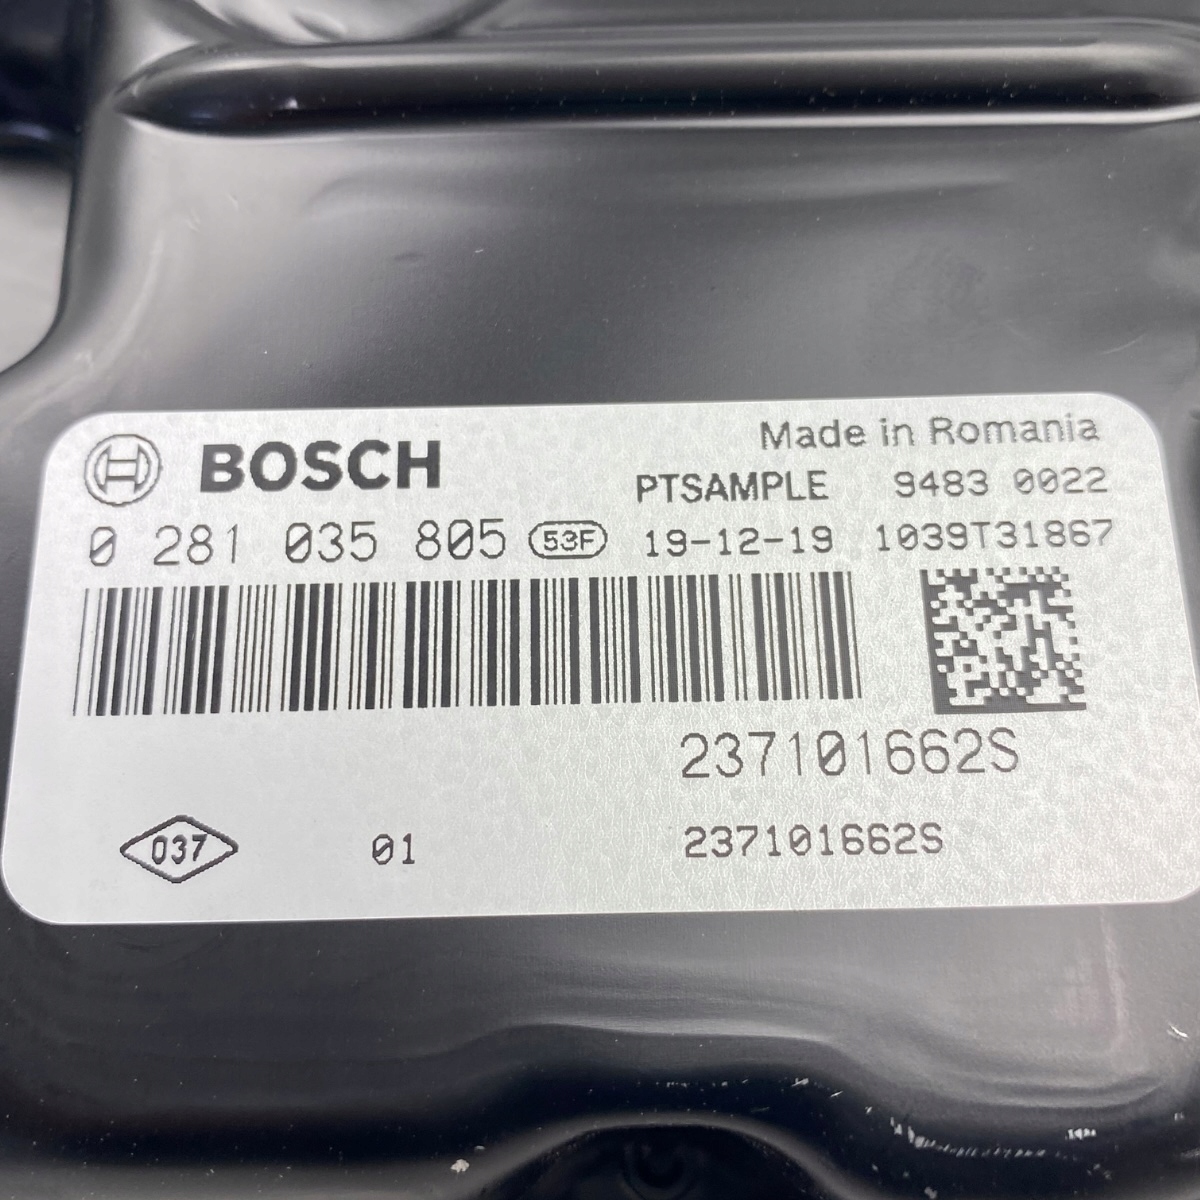 Made in Romania
BOSCH
PTSAMPLE 9483 0022
0 281 035 805 53F 19-12-19 1039T31867
237101662S
037 01 237101662S